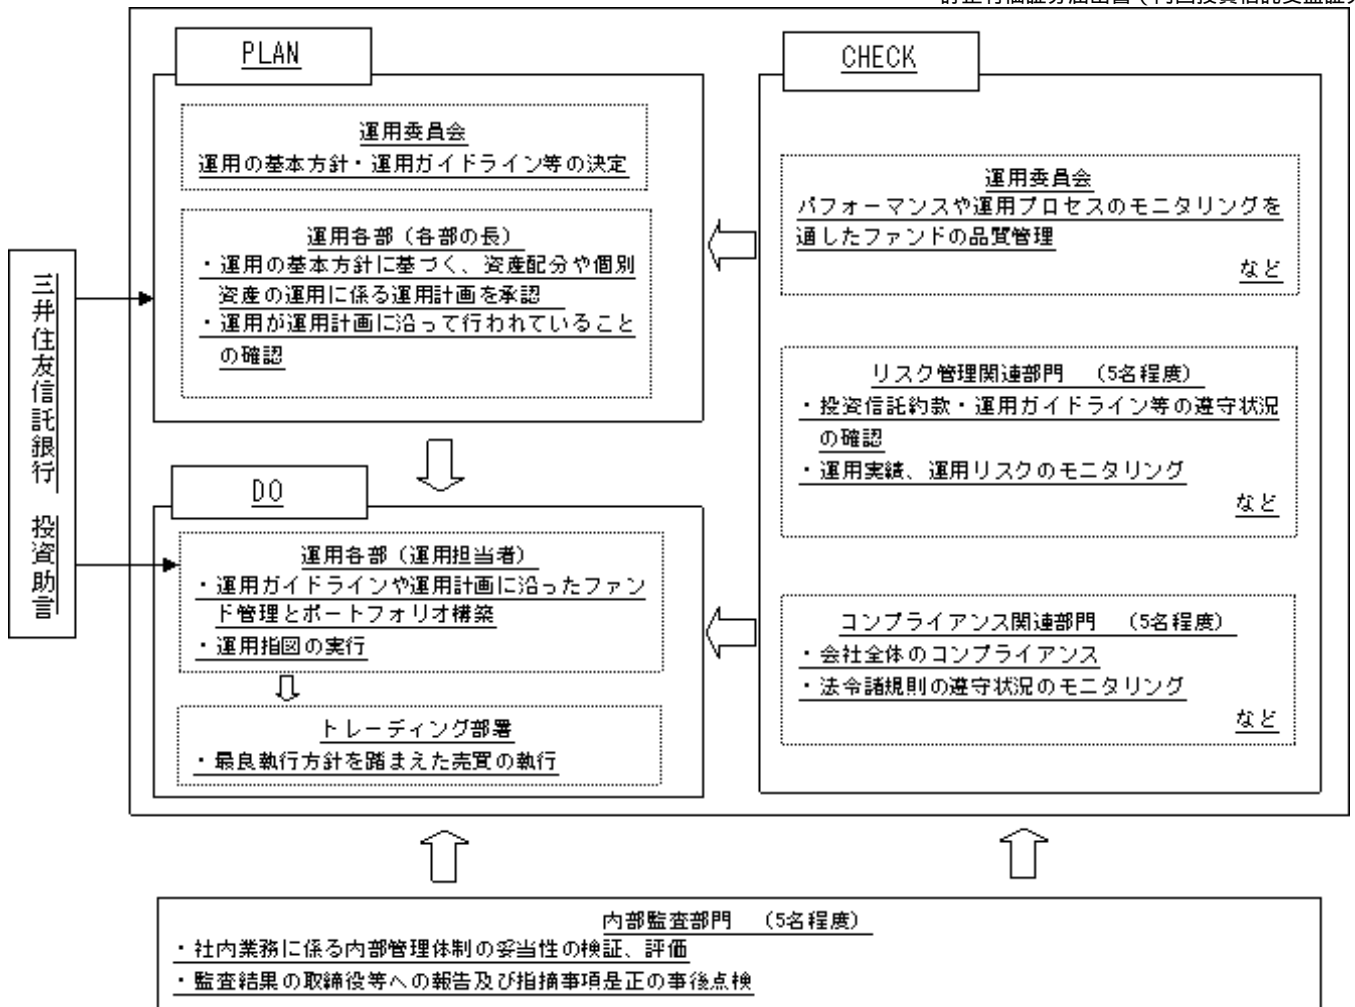 PLAN
運用委員会
運用の基本方針・運用ガイドライン等の決定
運用各部（各部の長）
・運用の基本方針に基づく、資産配分や個別
資産の運用に係る運用計画を承認
・運用が運用計画に沿って行われていること
の確認
三井住友信託銀行 投資助言
DO
運用各部（運用担当者）
・運用ガイドラインや運用計画に沿ったファン
ド管理とポートフォリオ構築
・運用指図の実行
トレーディング部署
・最良執行方針を踏まえた売買の執行
CHECK
運用委員会
パフォーマンスや運用プロセスのモニタリングを
通したファンドの品質管理
など
リスク管理関連部門 （5名程度）
・投資信託約款・運用ガイドライン等の遵守状況
の確認
・運用実績、運用リスクのモニタリング
など
コンプライアンス関連部門 （5名程度）
・会社全体のコンプライアンス
・法令諸規則の遵守状況のモニタリング
など
内部監査部門 （5名程度）
・社内業務に係る内部管理体制の妥当性の検証、評価
・監査結果の取締役等への報告及び指摘事項是正の事後点検